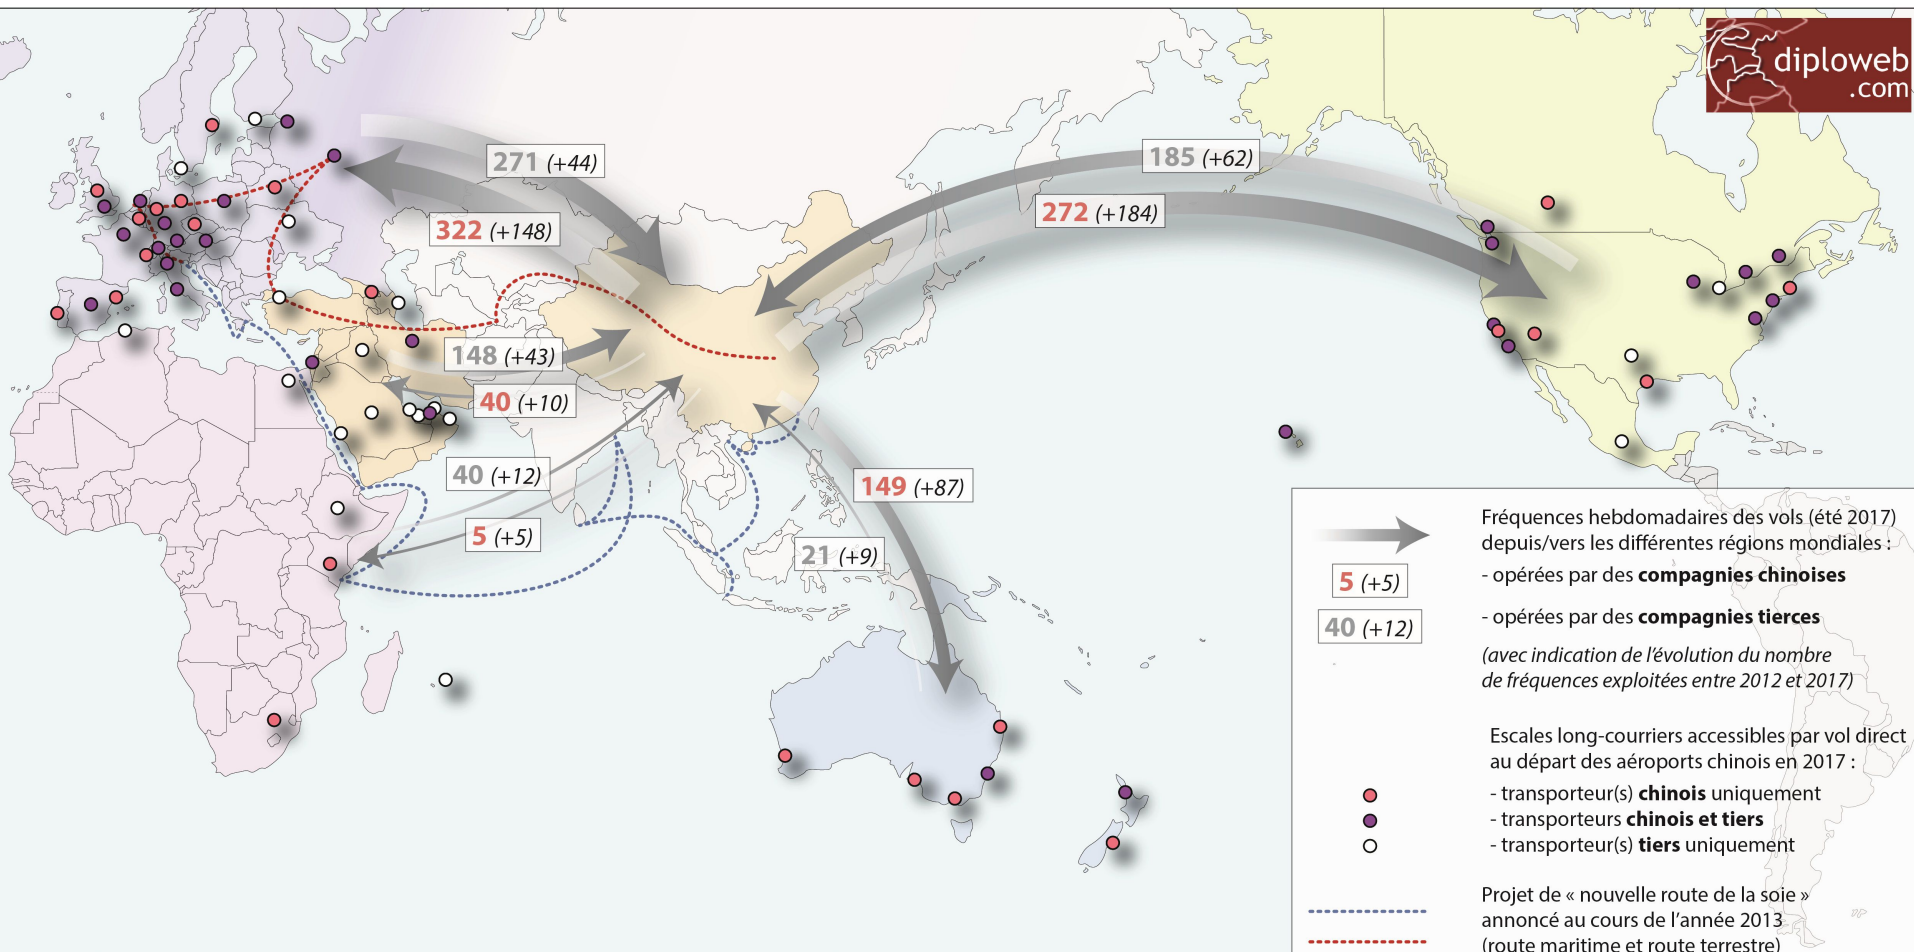 diploweb
.com
271 (+44)
185 (+62)
322 (+148)
272 (+184)
148 (+43)
40 (+10)
40 (+12)
149 (+87)
5 (+5)
21 (+9)
Fréquences hebdomadaires des vols (été 2017)
depuis/vers les différentes régions mondiales :
5 (+5)
- opérées par des compagnies chinoises
40 (+12)
- opérées par des compagnies tierces
(avec indication de l'évolution du nombre
de fréquences exploitées entre 2012 et 2017)
Escales long-courriers accessibles par vol direct
au départ des aéroports chinois en 2017 :
- transporteur(s) chinois uniquement
- transporteurs chinois et tiers
- transporteur(s) tiers uniquement
Projet de « nouvelle route de la soie »
annoncé au cours de l'année 2013
(route maritime et route terrestre)